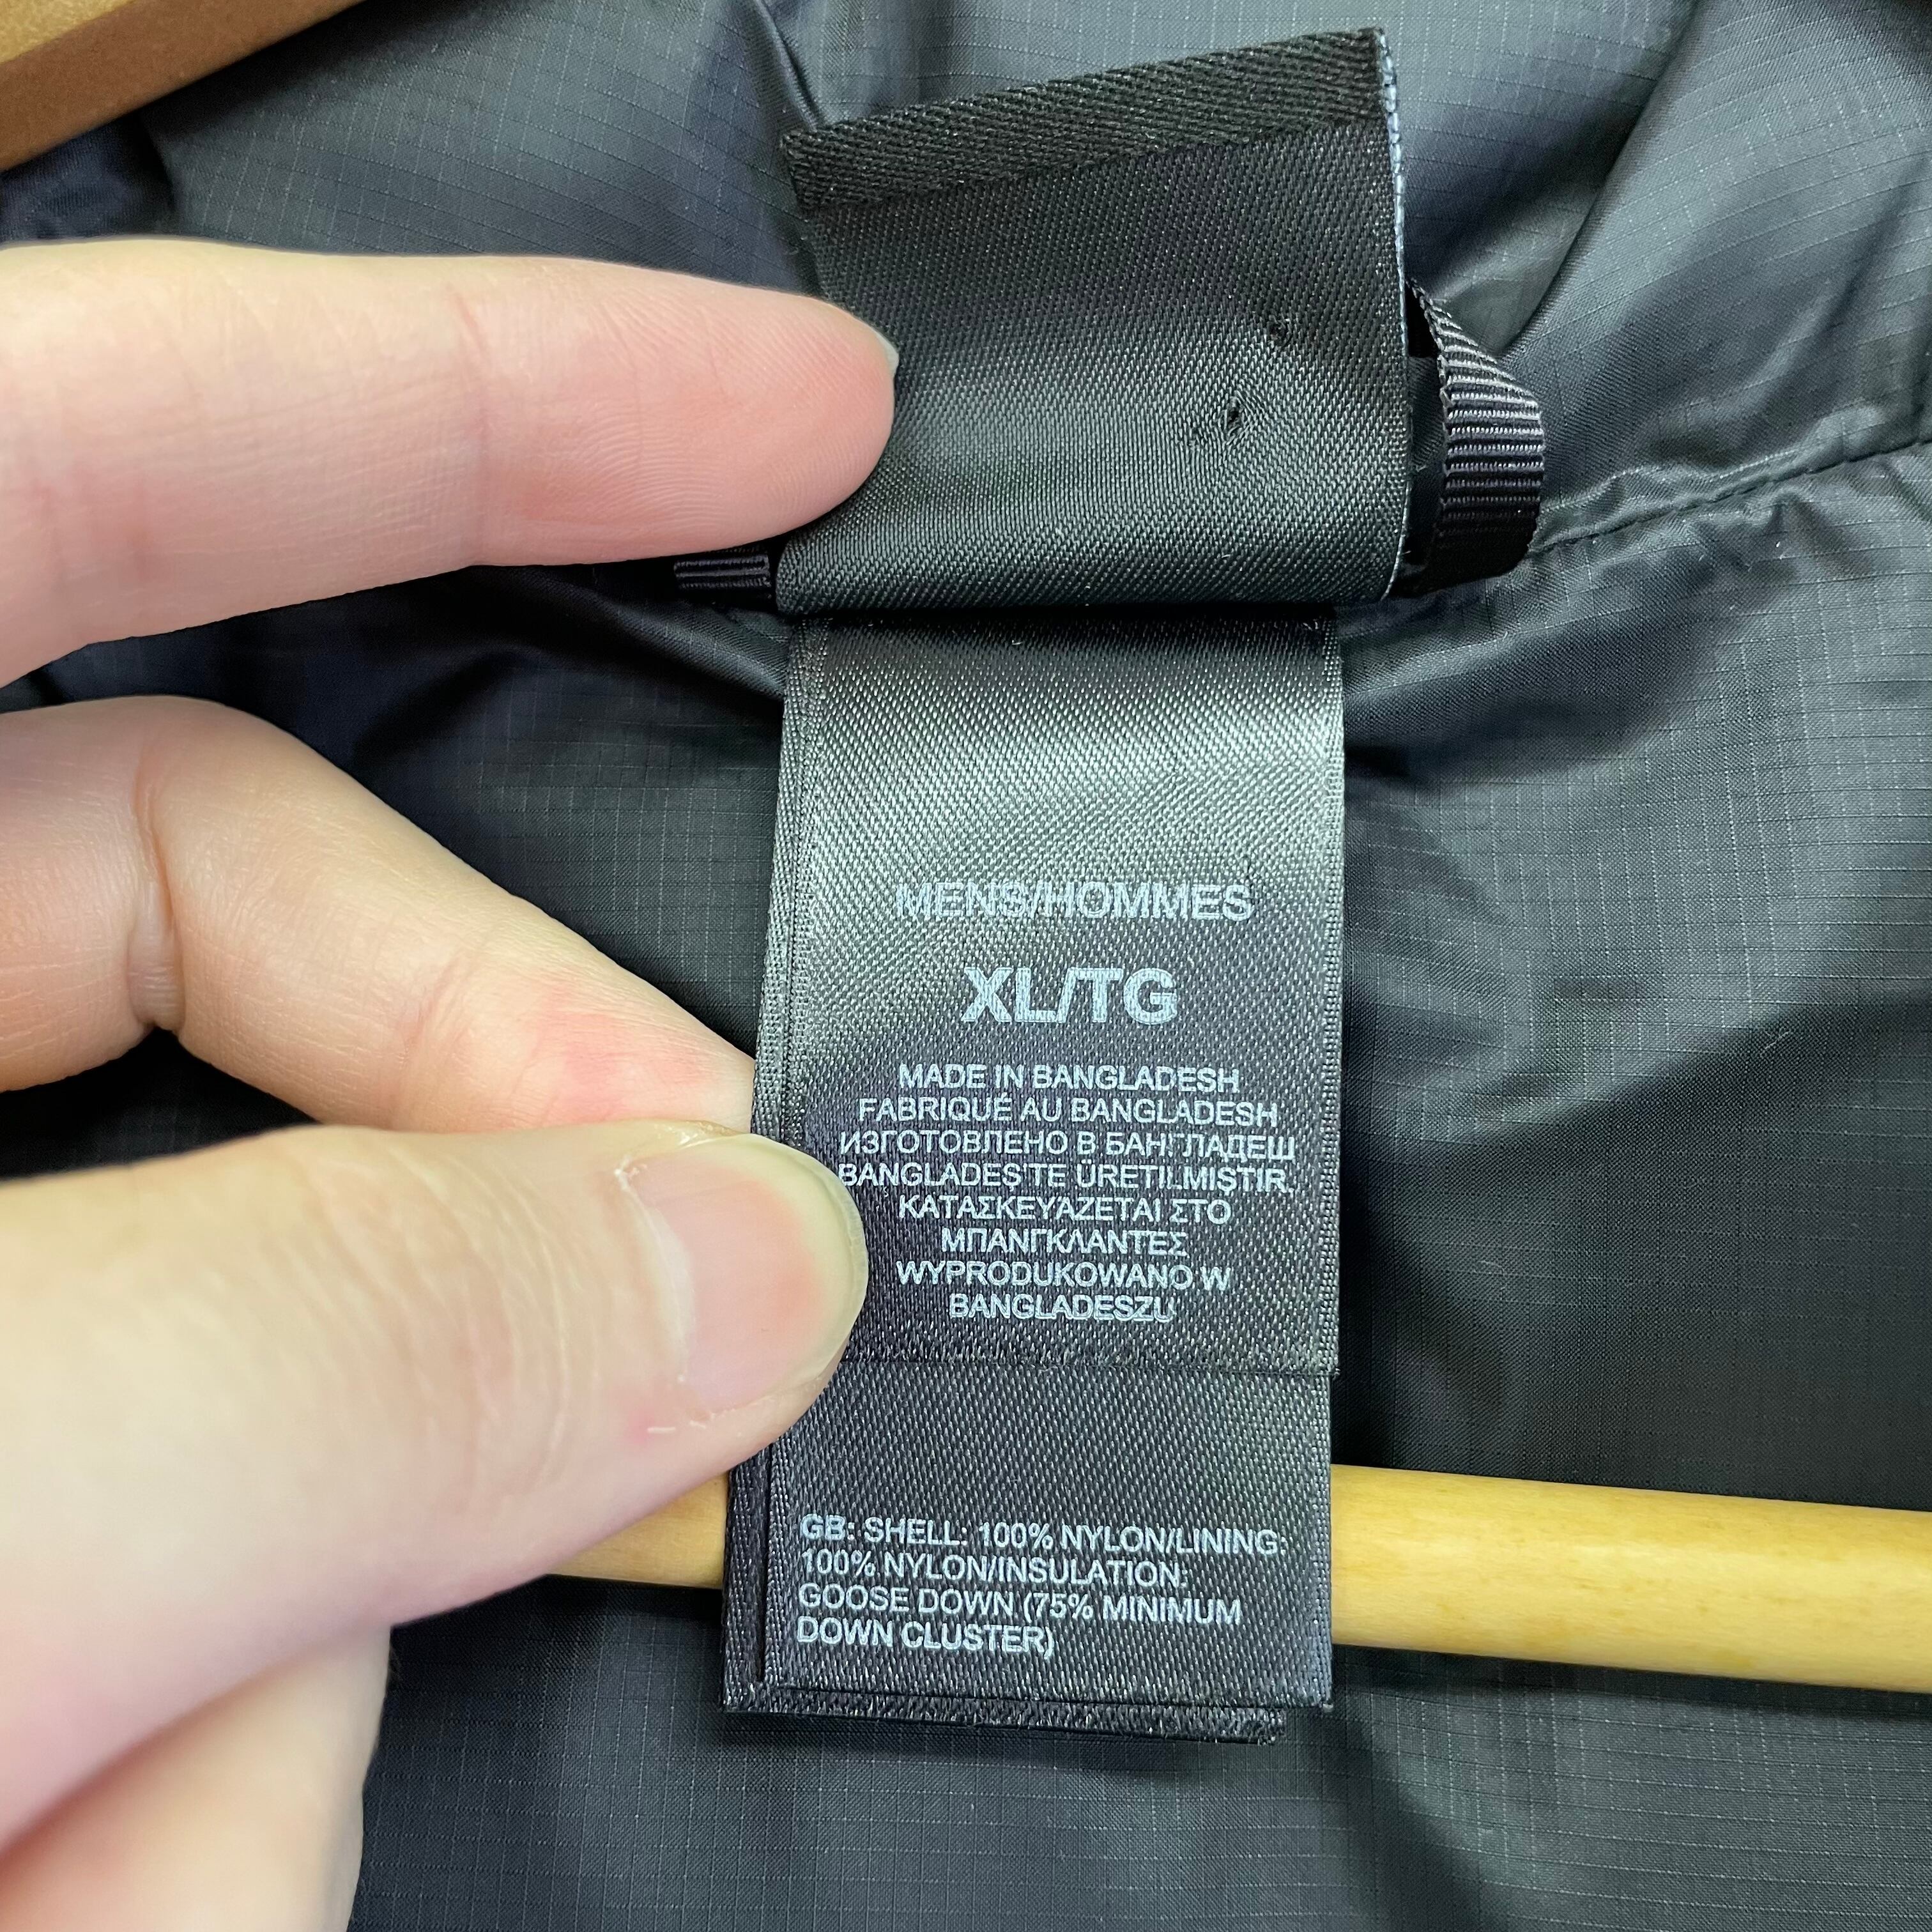 MENS/HOMMES
XL/TG
MADE IN BANGLADESH
FABRIQUÉ AU BANGLADESH
ИЗГОТОВЛЕНО В БАНГЛАДЕШ
BANGLADEŞ'TE ÜRETILMIŞTIR.
ΚΑΤΑΣΚΕΥΑΖΕΤΑΙ ΣΤΟ
ΜΠΑΝΓΚΛΑΝΤΕΣ
WYPRODUKOWANO W
BANGLADESZU
GB: SHELL: 100% NYLON/LINING:
100% NYLON/INSULATION:
GOOSE DOWN (75% MINIMUM
DOWN CLUSTER)